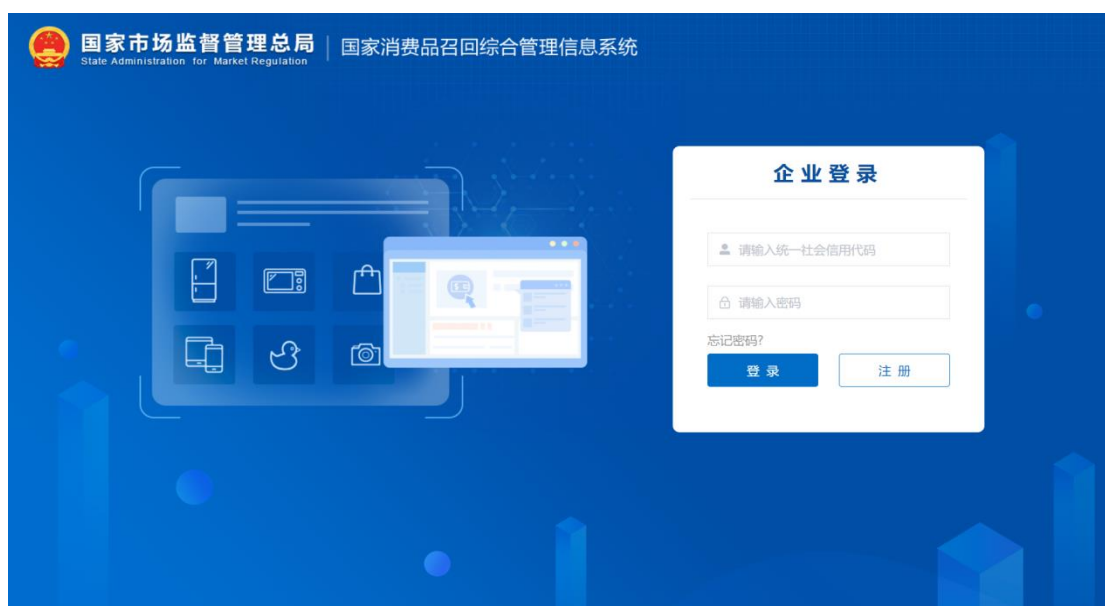 国家市场监督管理总局
State Administration for Market Regulation
国家消费品召回综合管理信息系统
企业登录
请输入统一社会信用代码
请输入密码
忘记密码?
登录
注册